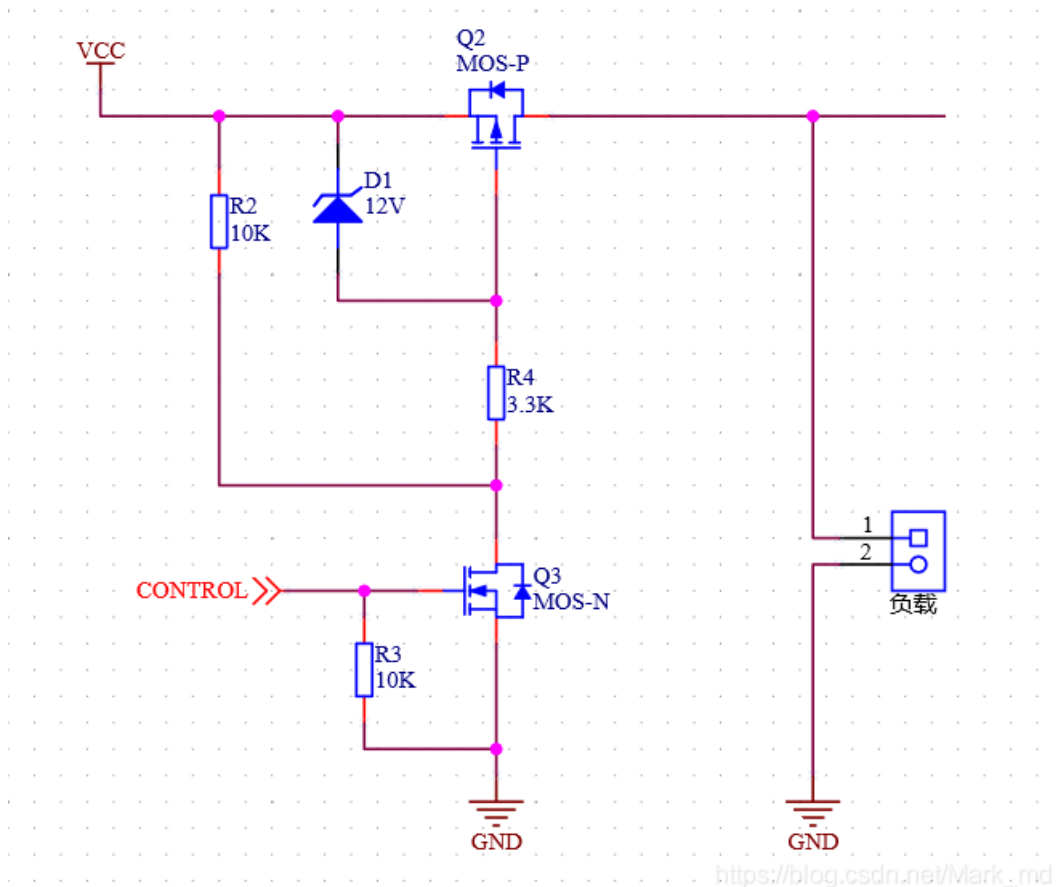 VCC
Q2
MOS-P
D1
12V
R2
10K
R4
3.3K
1
2
CONTROL
Q3
MOS-N
负载
R3
10K
GND
GND
https://blog.csdn.net/Mark_md